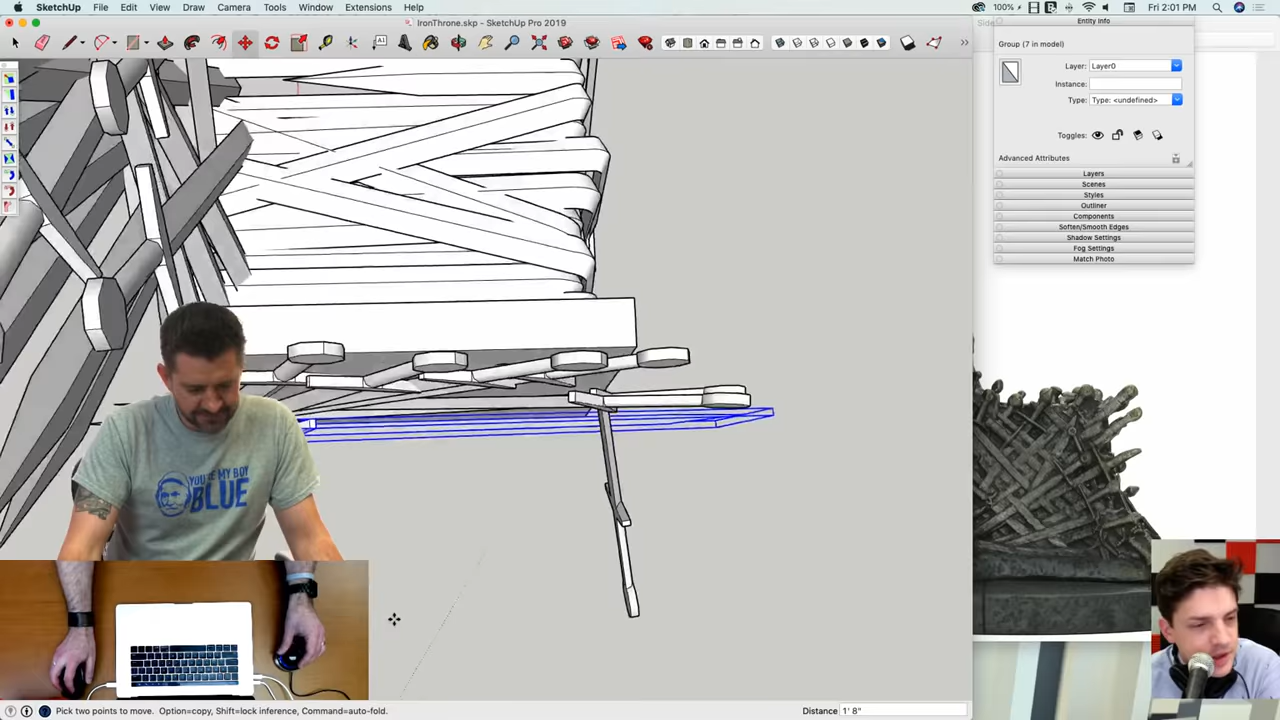 SketchUp File Edit View Draw Camera Tools Window Extensions Help
100% Fri 2:01 PM
IronThrone.skp - SketchUp Pro 2019
Side
Entity Info
Group (7 in model)
Layer: Layer0
Instance:
Type: Type: <undefined>
Toggles:
Advanced Attributes
Layers
Scenes
Styles
Outliner
Components
Soften/Smooth Edges
Shadow Settings
Fog Settings
Match Photo
YOU'RE MY BOY
BLUE
Pick two points to move. Option=copy, Shift=lock inference, Command=auto-fold.
Distance 1' 8"